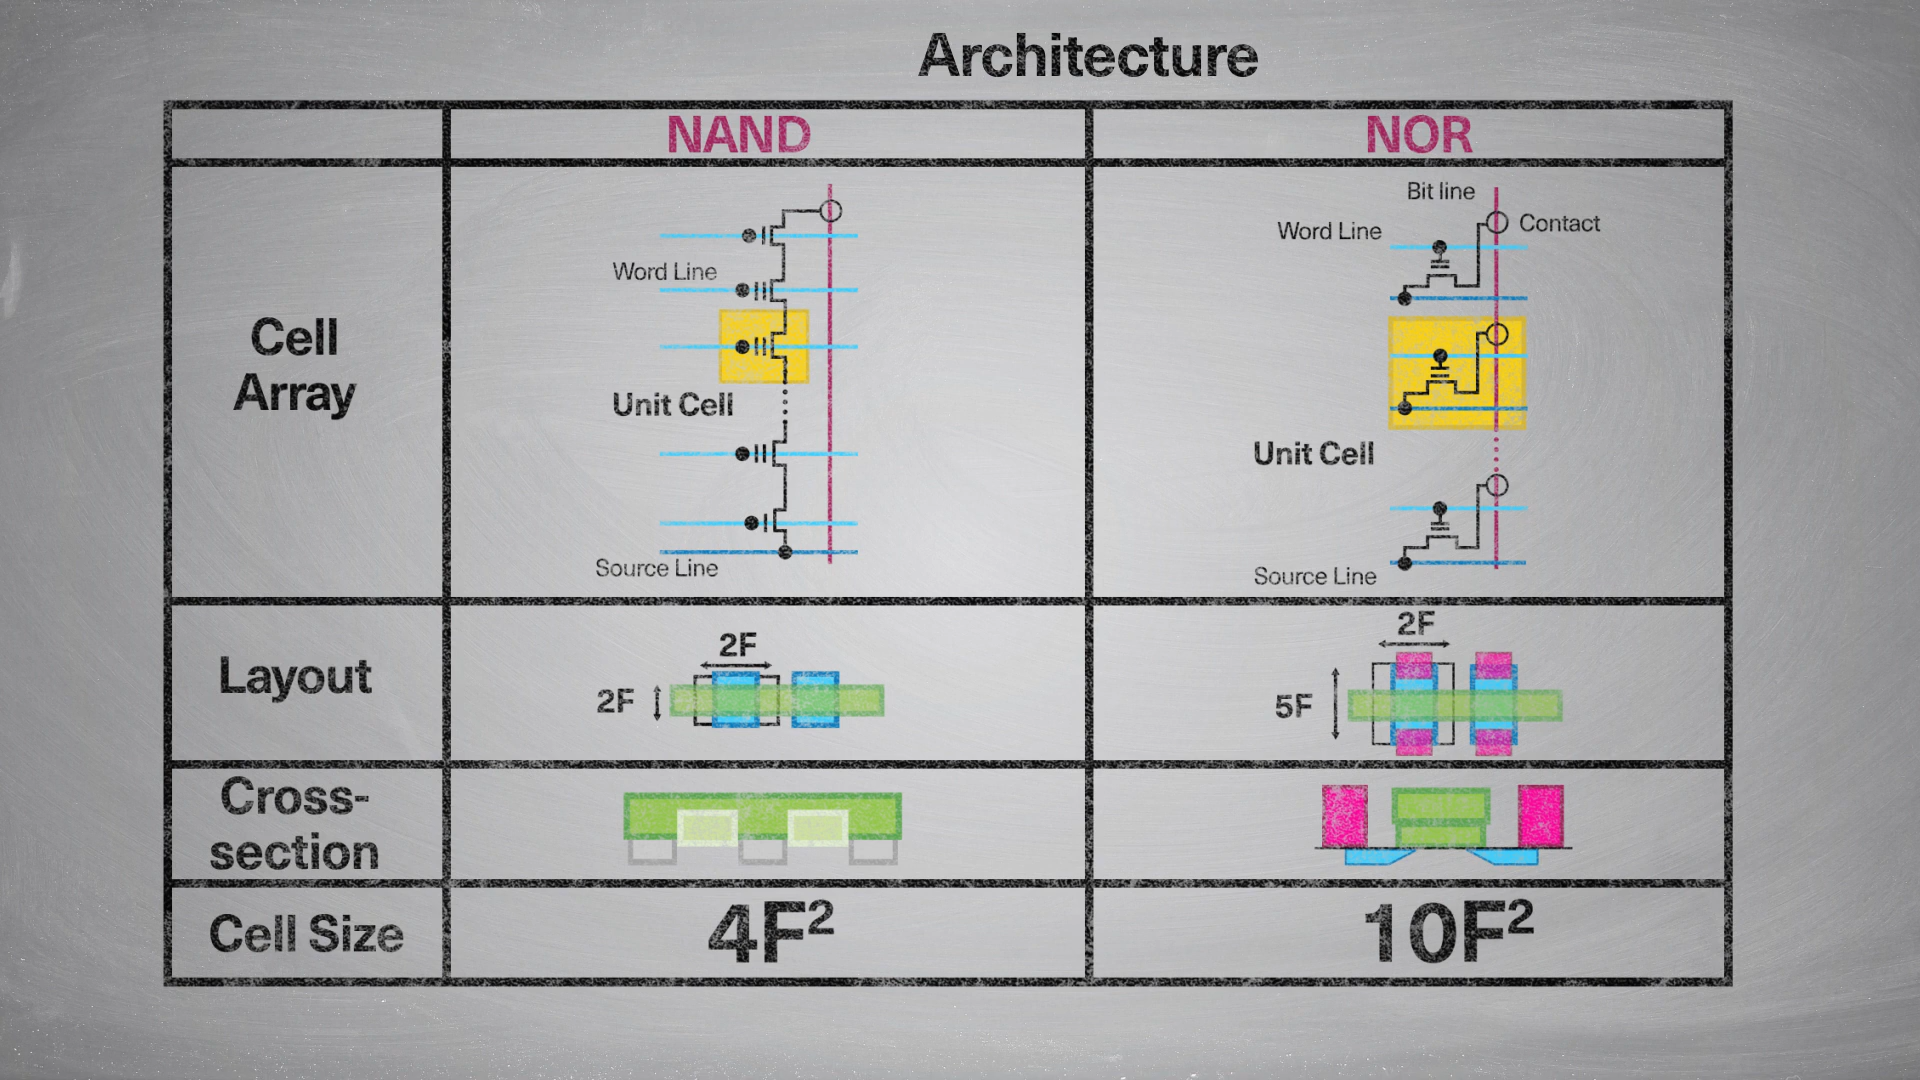 Architecture
NAND
NOR
Cell
Array
Word Line
Unit Cell
Source Line
Bit line
Word Line
Contact
Unit Cell
Source Line
Layout
2F
2F
2F
5F
Cross-
section
Cell Size
4F²
10F²